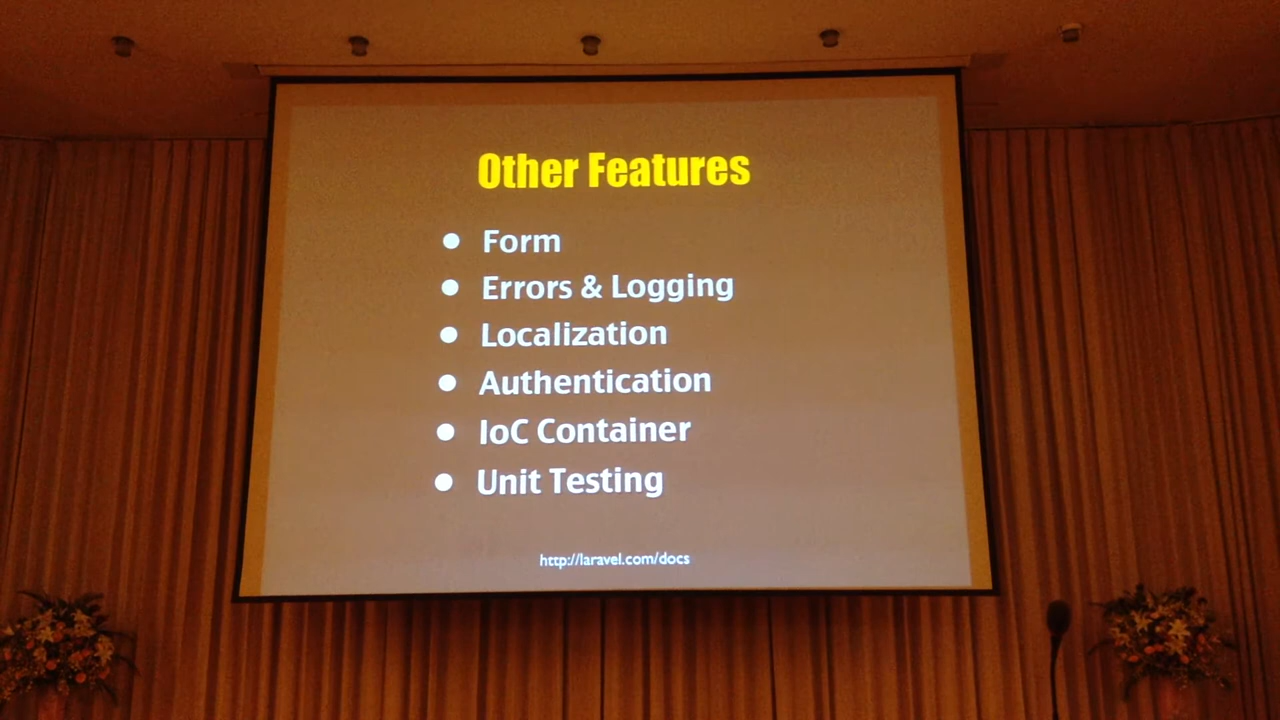 Other Features
● Form
● Errors & Logging
● Localization
● Authentication
● IoC Container
● Unit Testing
http://laravel.com/docs